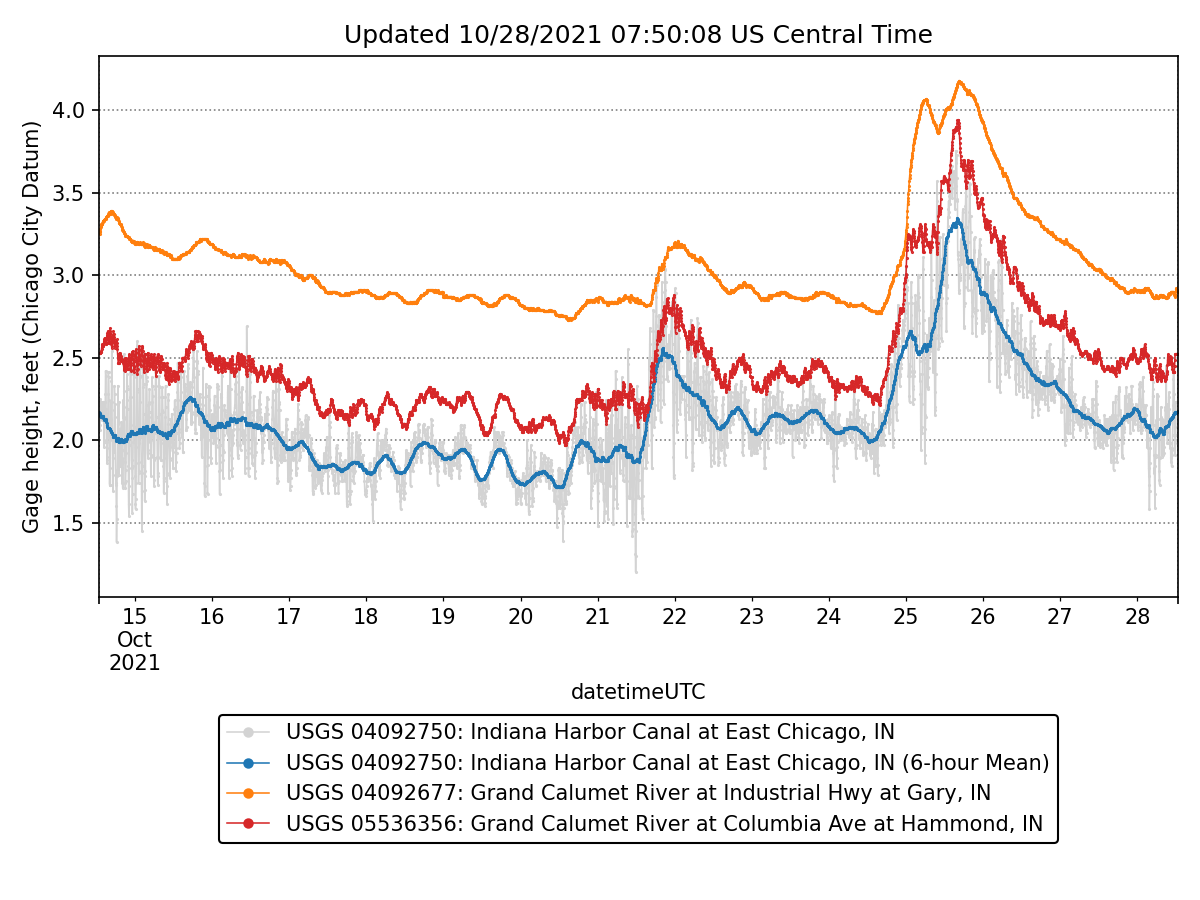 Updated 10/28/2021 07:50:08 US Central Time
Gage height, feet (Chicago City Datum)
4.0
3.5
3.0
2.5
2.0
1.5
15 16 17 18 19 20 21 22 23 24 25 26 27 28
Oct
2021
datetimeUTC
USGS 04092750: Indiana Harbor Canal at East Chicago, IN
USGS 04092750: Indiana Harbor Canal at East Chicago, IN (6-hour Mean)
USGS 04092677: Grand Calumet River at Industrial Hwy at Gary, IN
USGS 05536356: Grand Calumet River at Columbia Ave at Hammond, IN